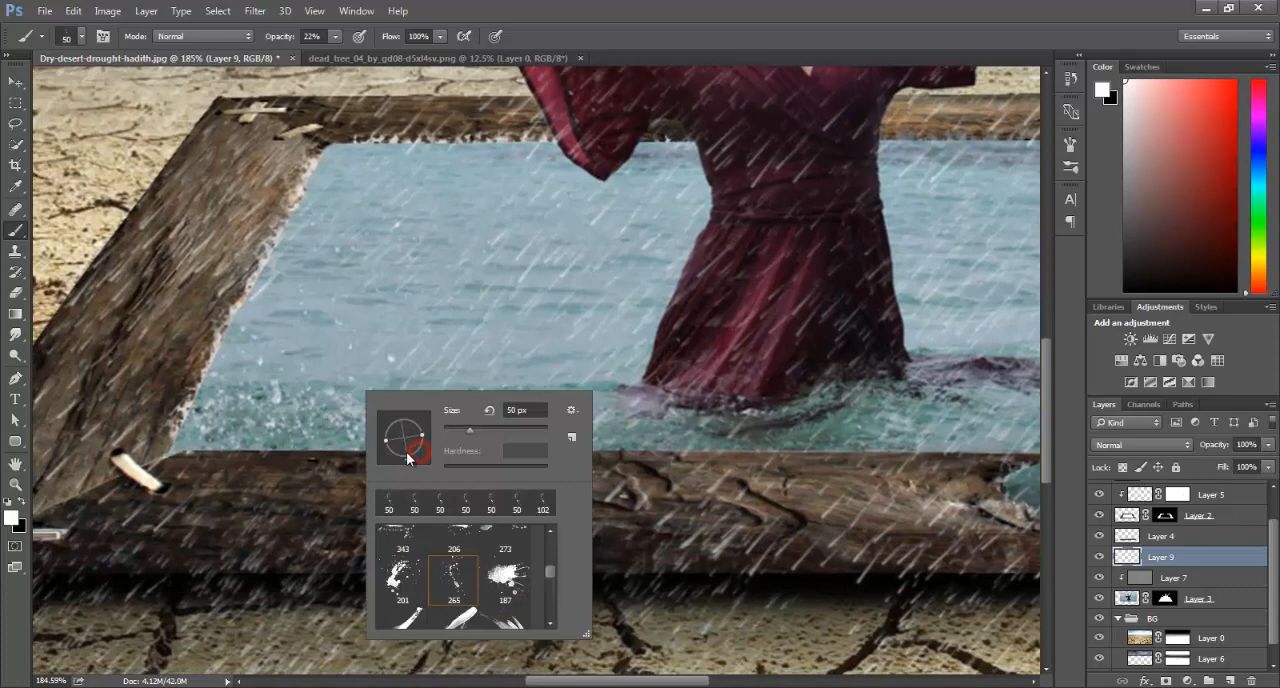 Ps File Edit Image Layer Type Select Filter 3D View Window Help
50 Mode: Normal Opacity: 22% Flow: 100% Essentials
Dry-desert-drought-hadith.jpg @ 185% (Layer 9, RGB/8) * × dead_tree_04_by_gd08-d5xl4sv.png @ 12.5% (Layer 0, RGB/8*) ×
Color Swatches
Libraries Adjustments Styles
Add an adjustment
Layers Channels Paths
Kind
Normal Opacity: 100%
Lock: Fill: 100%
Layer 5
Layer 2
Layer 4
Layer 9
Layer 7
Layer 3
BG
Layer 0
Layer 6
Size: 50 px
Hardness:
50 50 50 50 50 50 102
343 206 273
201 265 187
184.59% Doc: 4.12M/42.0M